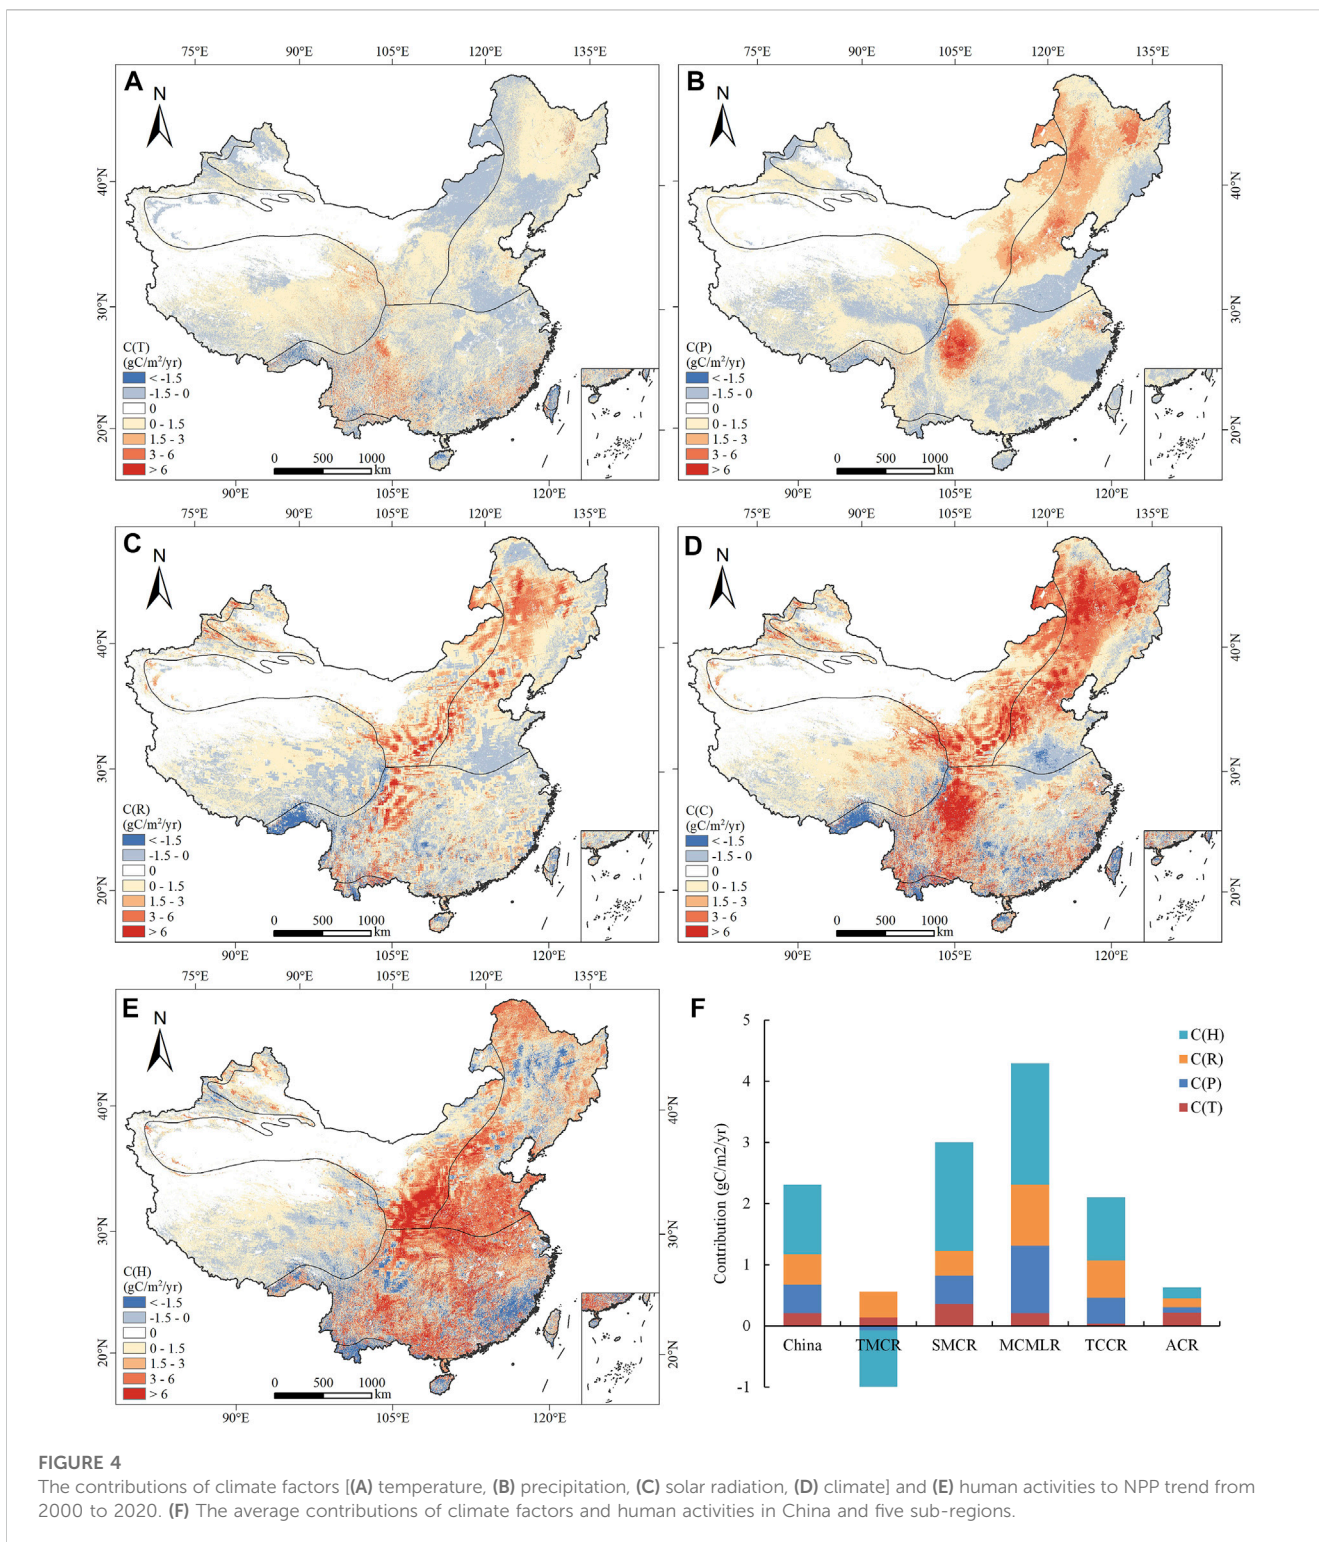 75°E 90°E 105°E 120°E 135°E
75°E 90°E 105°E 120°E 135°E
A
N
40°N
30°N
20°N
C(T)
(gC/m²/yr)
< -1.5
-1.5 - 0
0
0 - 1.5
1.5 - 3
3 - 6
> 6
0 500 1000
km
90°E 105°E 120°E
B
N
40°N
30°N
20°N
C(P)
(gC/m²/yr)
< -1.5
-1.5 - 0
0
0 - 1.5
1.5 - 3
3 - 6
> 6
0 500 1000
km
90°E 105°E 120°E
75°E 90°E 105°E 120°E 135°E
75°E 90°E 105°E 120°E 135°E
C
N
40°N
30°N
20°N
C(R)
(gC/m²/yr)
< -1.5
-1.5 - 0
0
0 - 1.5
1.5 - 3
3 - 6
> 6
0 500 1000
km
90°E 105°E 120°E
D
N
40°N
30°N
20°N
C(C)
(gC/m2/yr)
< -1.5
-1.5 - 0
0
0 - 1.5
1.5 - 3
3 - 6
> 6
0 500 1000
km
90°E 105°E 120°E
75°E 90°E 105°E 120°E 135°E
E
N
40°N 40°N
30°N 30°N
20°N 20°N
C(H)
(gC/m²/yr)
< -1.5
-1.5 - 0
0
0 - 1.5
1.5 - 3
3 - 6
> 6
0 500 1000
km
90°E 105°E 120°E
F
Contribution (gC/m2/yr)
5
4
3
2
1
0
-1
C(H)
C(R)
C(P)
C(T)
China TMCR SMCR MCMLR TCCR ACR
FIGURE 4
The contributions of climate factors [(A) temperature, (B) precipitation, (C) solar radiation, (D) climate] and (E) human activities to NPP trend from
2000 to 2020. (F) The average contributions of climate factors and human activities in China and five sub-regions.